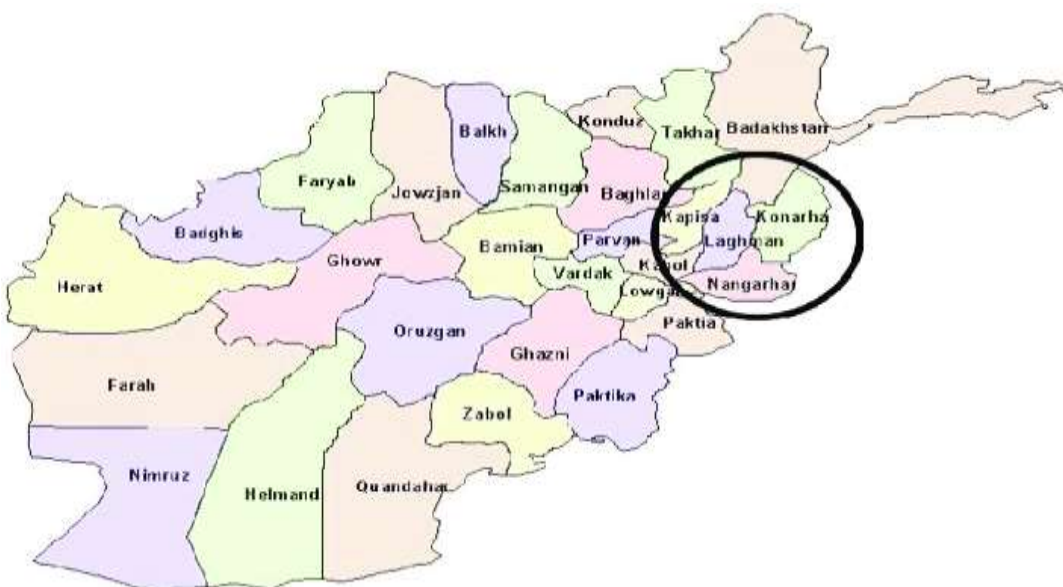 Konduz
Takhar
Badakhstan
Balkh
Faryab
Jowzjan
Samangan
Baghlan
Kapisa
Konarha
Badghis
Bamian
Parvan
Laghman
Ghowr
Kabol
Vardak
Herat
Nangarhar
Lowgar
Paktia
Oruzgan
Ghazni
Farah
Paktika
Zabol
Nimruz
Helmand
Quandahar